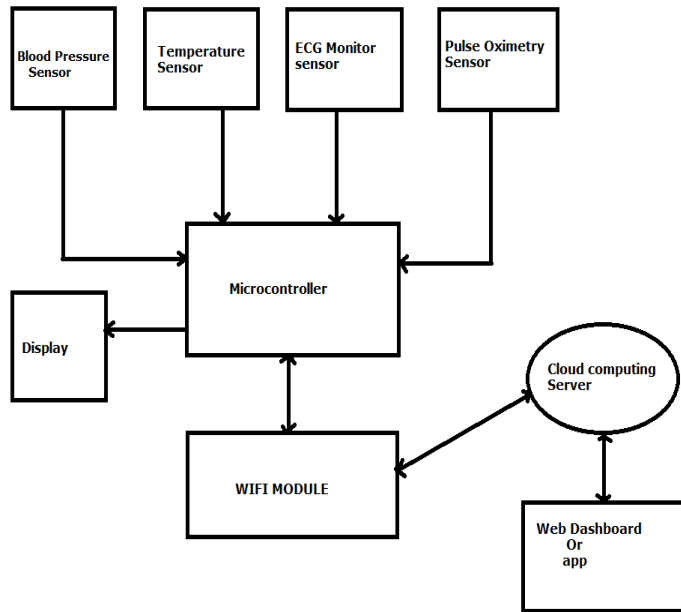 Blood Pressure
Sensor
Temperature
Sensor
ECG Monitor
sensor
Pulse Oximetry
Sensor
Microcontroller
Display
Cloud computing
Server
WIFI MODULE
Web Dashboard
Or
app